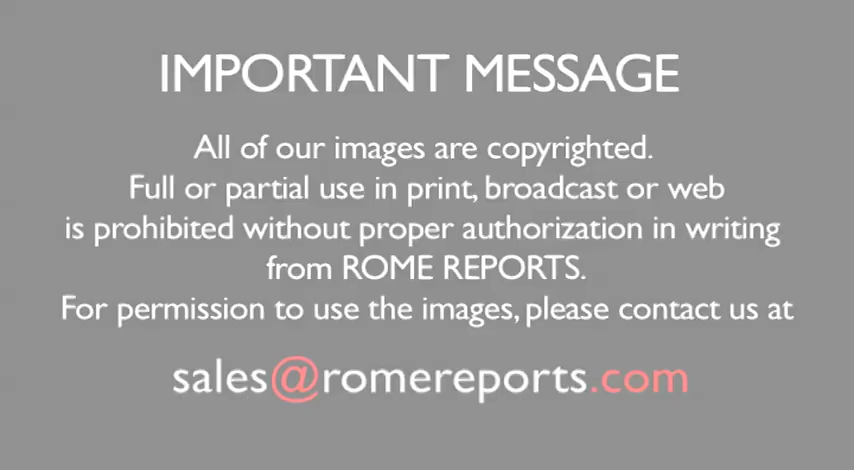 IMPORTANT MESSAGE
All of our images are copyrighted.
Full or partial use in print, broadcast or web
is prohibited without proper authorization in writing
from ROME REPORTS.
For permission to use the images, please contact us at
sales@romereports.com